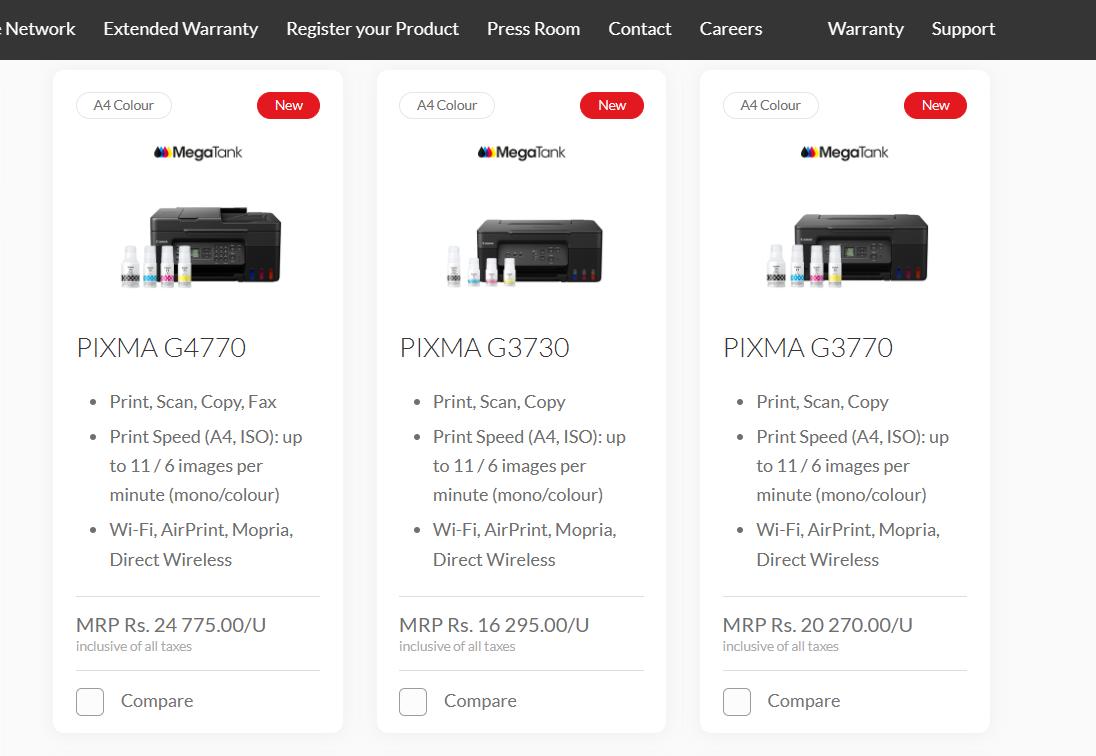 Network Extended Warranty Register your Product Press Room Contact Careers Warranty Support
A4 Colour New
MegaTank
PIXMA G4770
Print, Scan, Copy, Fax
Print Speed (A4, ISO): up
to 11 / 6 images per
minute (mono/colour)
Wi-Fi, AirPrint, Mopria,
Direct Wireless
MRP Rs. 24 775.00/U
inclusive of all taxes
Compare
A4 Colour New
MegaTank
PIXMA G3730
Print, Scan, Copy
Print Speed (A4, ISO): up
to 11 / 6 images per
minute (mono/colour)
Wi-Fi, AirPrint, Mopria,
Direct Wireless
MRP Rs. 16 295.00/U
inclusive of all taxes
Compare
A4 Colour New
MegaTank
PIXMA G3770
Print, Scan, Copy
Print Speed (A4, ISO): up
to 11 / 6 images per
minute (mono/colour)
Wi-Fi, AirPrint, Mopria,
Direct Wireless
MRP Rs. 20 270.00/U
inclusive of all taxes
Compare